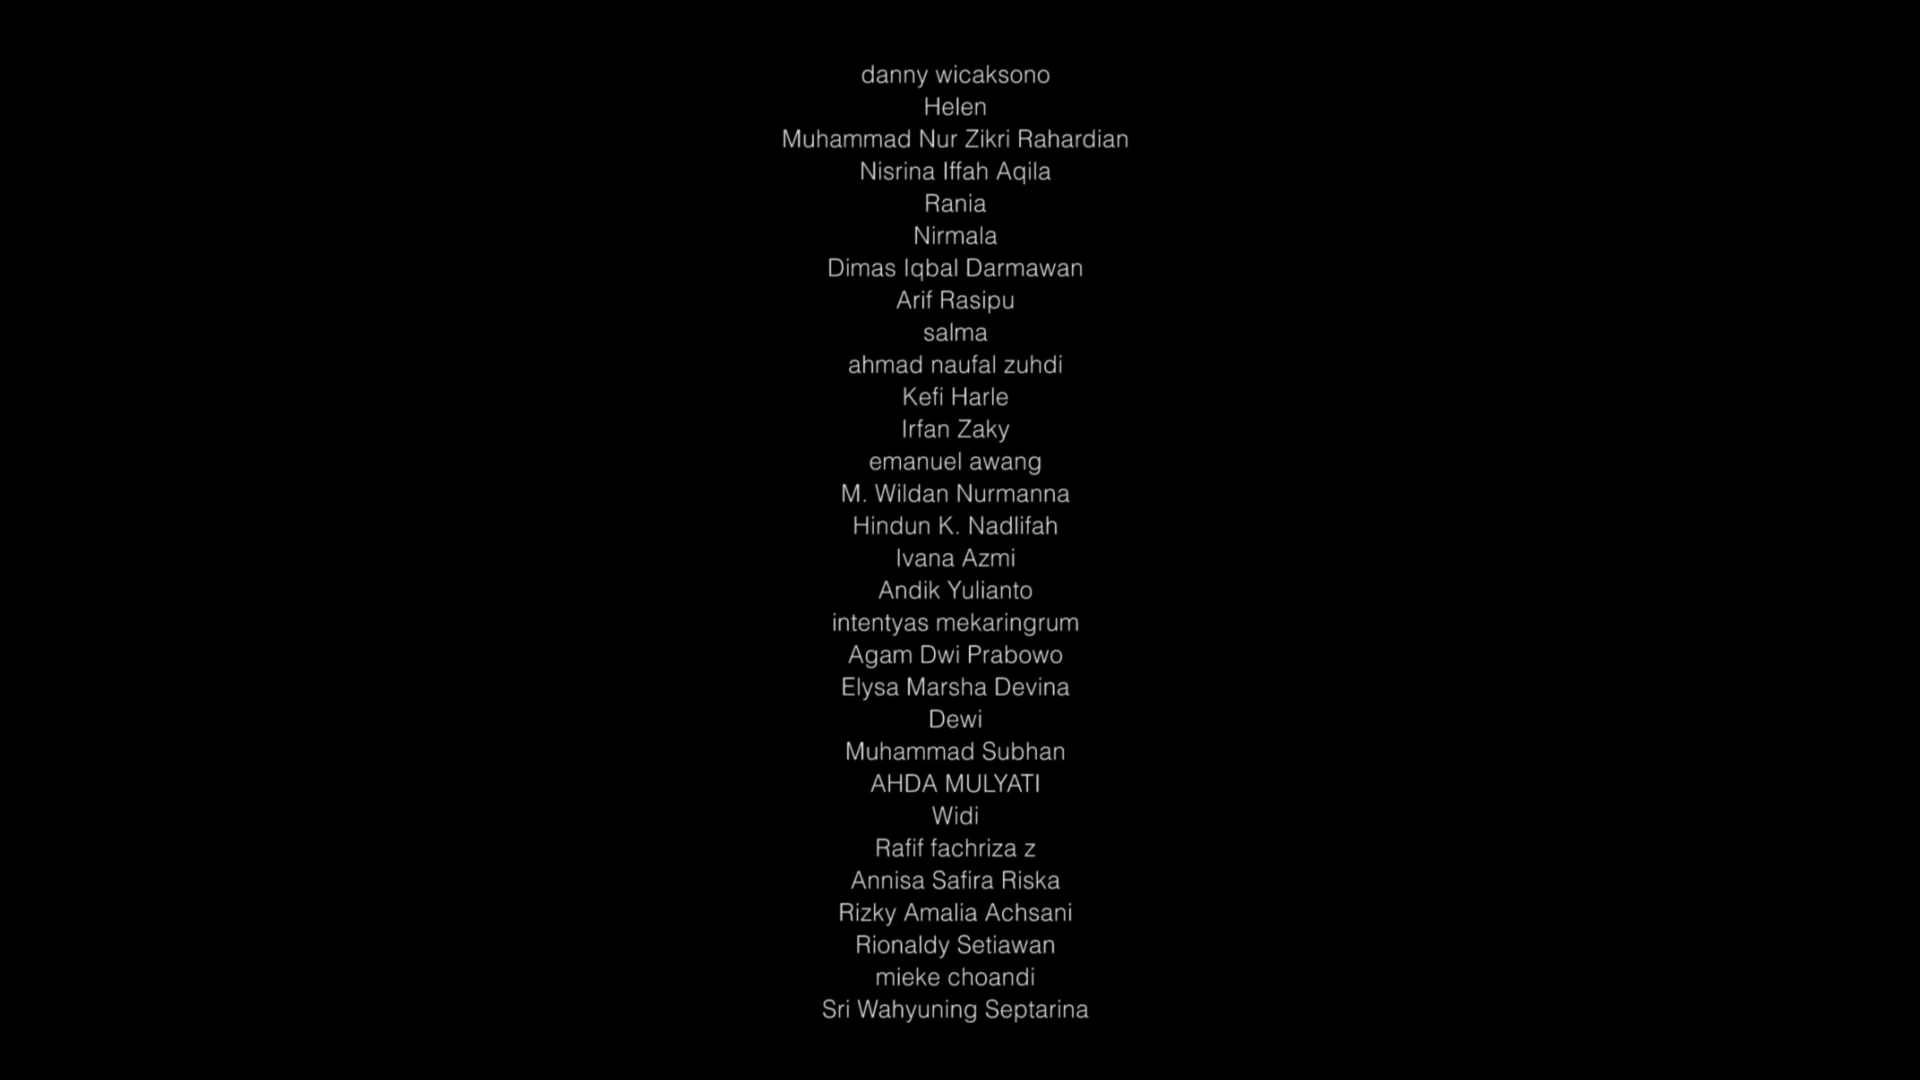 danny wicaksono
Helen
Muhammad Nur Zikri Rahardian
Nisrina Iffah Aqila
Rania
Nirmala
Dimas Iqbal Darmawan
Arif Rasipu
salma
ahmad naufal zuhdi
Kefi Harle
Irfan Zaky
emanuel awang
M. Wildan Nurmanna
Hindun K. Nadlifah
Ivana Azmi
Andik Yulianto
intentyas mekaringrum
Agam Dwi Prabowo
Elysa Marsha Devina
Dewi
Muhammad Subhan
AHDA MULYATI
Widi
Rafif fachriza z
Annisa Safira Riska
Rizky Amalia Achsani
Rionaldy Setiawan
mieke choandi
Sri Wahyuning Septarina